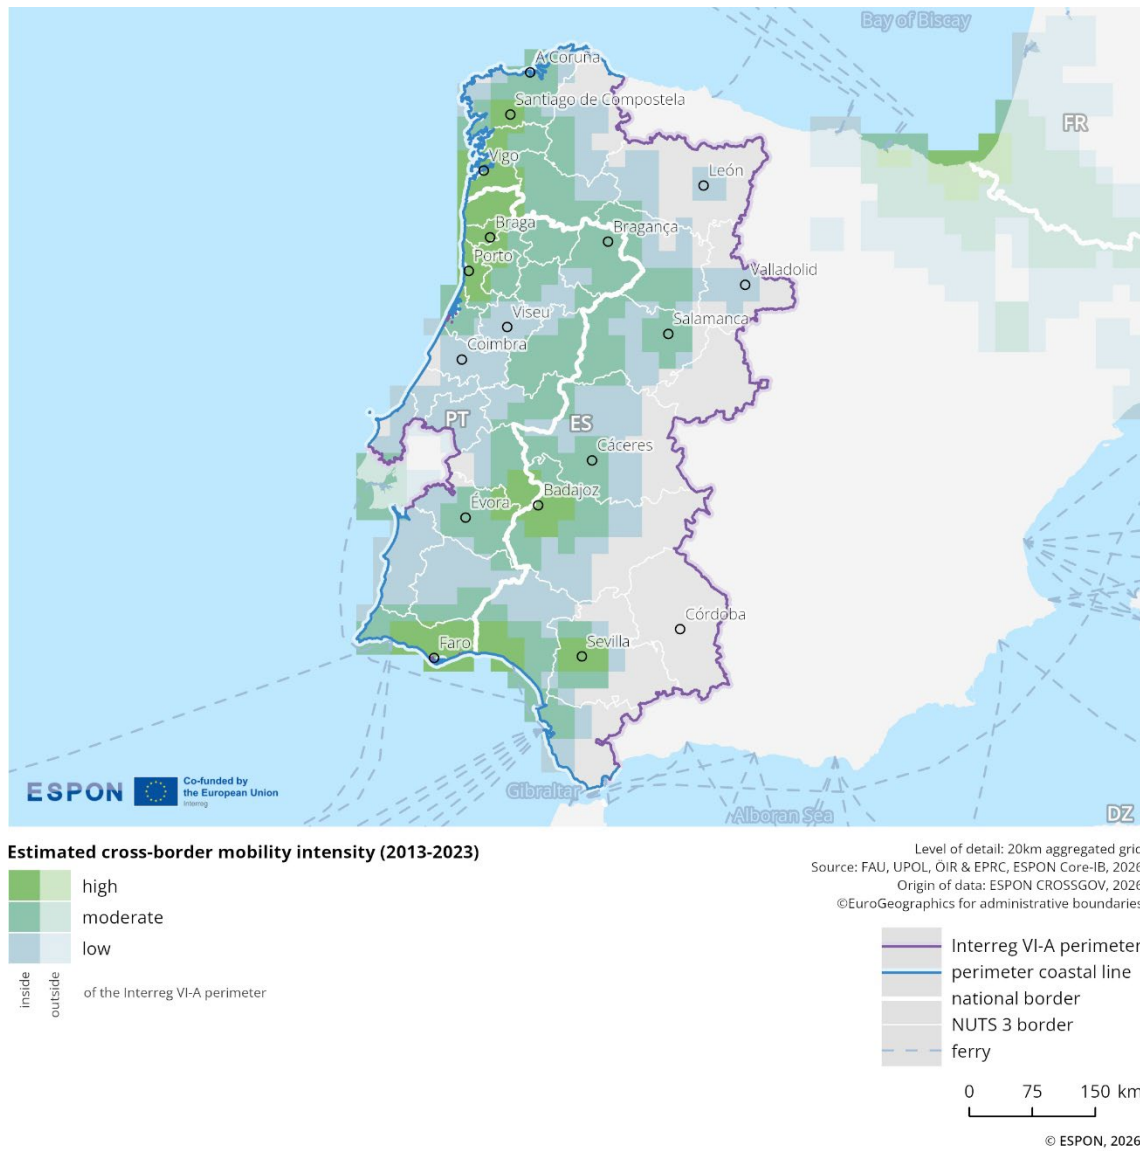 Bay of Biscay
A Coruña
Santiago de Compostela
FR
Vigo
León
Braga
Bragança
Porto
Valladolid
Viseu
Salamanca
Coimbra
PT
ES
Cáceres
Badajoz
Évora
Córdoba
Faro
Sevilla
ESPON
Co-funded by
the European Union
Interreg
Gibraltar
Alboran Sea
DZ
Estimated cross-border mobility intensity (2013-2023)
high
moderate
low
inside
outside
of the Interreg VI-A perimeter
Level of detail: 20km aggregated grid
Source: FAU, UPOL, ÖIR & EPRC, ESPON Core-IB, 2026
Origin of data: ESPON CROSSGOV, 2026
©EuroGeographics for administrative boundaries
Interreg VI-A perimeter
perimeter coastal line
national border
NUTS 3 border
ferry
0 75 150 km
© ESPON, 2026